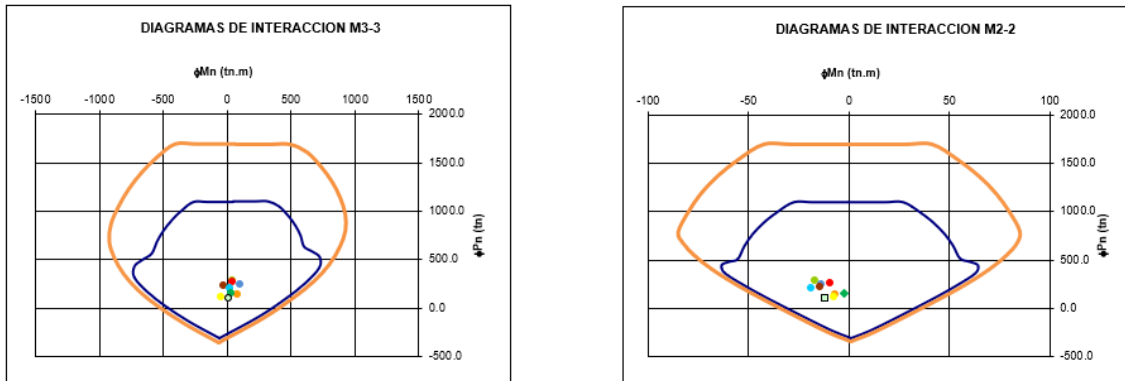 DIAGRAMAS DE INTERACCION M3-3
ϕMn (tn.m)
-1500 -1000 -500 0 500 1000 1500
2000.0
1500.0
1000.0
500.0
0.0
-500.0
ϕPn (tn)
DIAGRAMAS DE INTERACCION M2-2
ϕMn (tn.m)
-100 -50 0 50 100
2000.0
1500.0
1000.0
500.0
0.0
-500.0
ϕPn (tn)